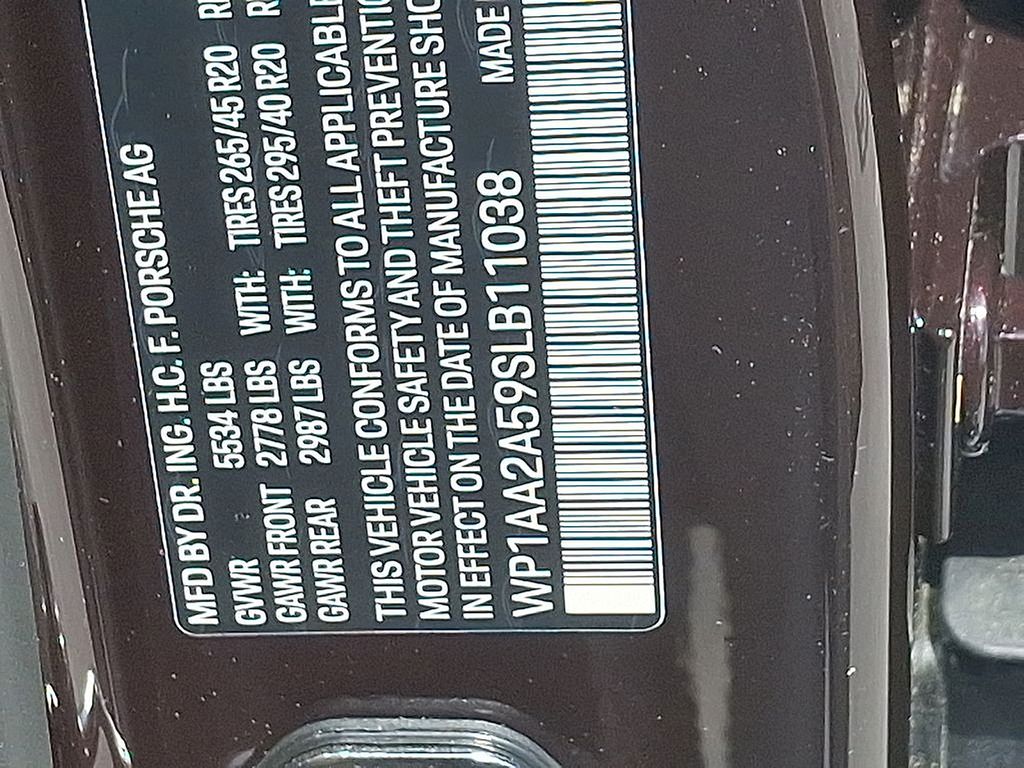 MFD BY DR. ING. H.C. F. PORSCHE AG
GVWR 5534 LBS
GAWR FRONT 2778 LBS WITH: TIRES 265/45 R20
GAWR REAR 2987 LBS WITH: TIRES 295/40 R20
THIS VEHICLE CONFORMS TO ALL APPLICABLE
MOTOR VEHICLE SAFETY AND THEFT PREVENTIO
IN EFFECT ON THE DATE OF MANUFACTURE SHO
WP1AA2A59SLB11038 MADE